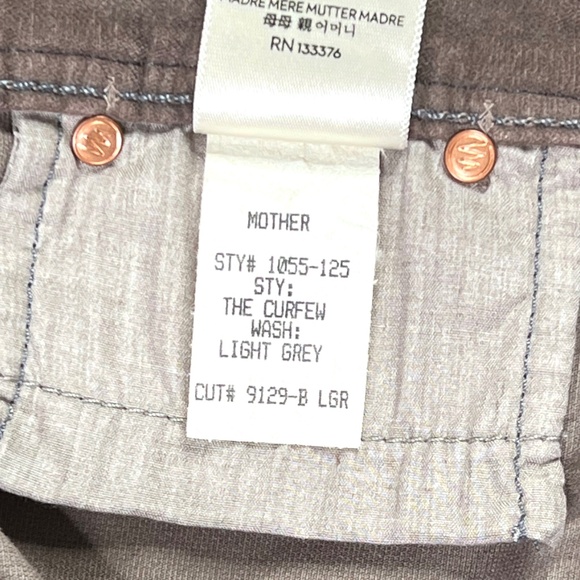 MADRE MERE MUTTER MADRE
母母 親 어머니
RN 133376
MOTHER
STY# 1055-125
STY:
THE CURFEW
WASH:
LIGHT GREY
CUT# 9129-B LGR